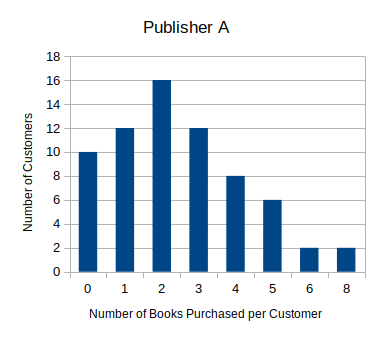 Publisher A
Number of Customers
18
16
14
12
10
8
6
4
2
0
0 1 2 3 4 5 6 8
Number of Books Purchased per Customer